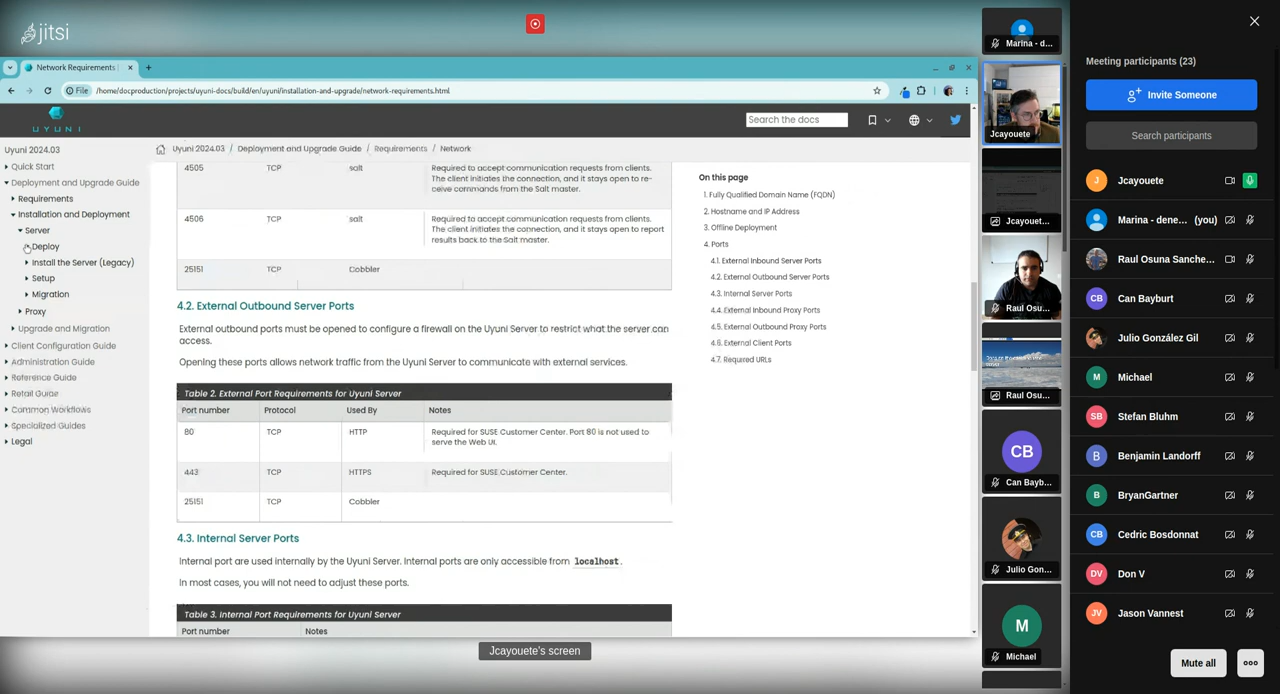 jitsi
Network Requirements
/home/docproduction/projects/uyuni-docs/build/en/uyuni/installation-and-upgrade/network-requirements.html
File
UYUNI
Search the docs
Uyuni 2024.03
Quick Start
Deployment and Upgrade Guide
Requirements
Installation and Deployment
Server
Deploy
Install the Server (Legacy)
Setup
Migration
Proxy
Upgrade and Migration
Client Configuration Guide
Administration Guide
Reference Guide
Retail Guide
Common Workflows
Specialized Guides
Legal
Uyuni 2024.03 / Deployment and Upgrade Guide / Requirements / Network
4505 TCP salt Required to accept communication requests from clients.
The client initiates the connection, and it stays open to re-
ceive commands from the Salt master.
4506 TCP salt Required to accept communication requests from clients.
The client initiates the connection, and it stays open to report
results back to the Salt master.
25151 TCP Cobbler
4.2. External Outbound Server Ports
External outbound ports must be opened to configure a firewall on the Uyuni Server to restrict what the server can
access.
Opening these ports allows network traffic from the Uyuni Server to communicate with external services.
Table 2. External Port Requirements for Uyuni Server
Port number Protocol Used By Notes
80 TCP HTTP Required for SUSE Customer Center. Port 80 is not used to
serve the Web UI.
443 TCP HTTPS Required for SUSE Customer Center.
25151 TCP Cobbler
4.3. Internal Server Ports
Internal port are used internally by the Uyuni Server. Internal ports are only accessible from localhost.
In most cases, you will not need to adjust these ports.
Table 3. Internal Port Requirements for Uyuni Server
Port number Notes
On this page
1. Fully Qualified Domain Name (FQDN)
2. Hostname and IP Address
3. Offline Deployment
4. Ports
4.1. External Inbound Server Ports
4.2. External Outbound Server Ports
4.3. Internal Server Ports
4.4. External Inbound Proxy Ports
4.5. External Outbound Proxy Ports
4.6. External Client Ports
4.7. Required URLs
Jcayouete's screen
Marina - d...
Jcayouete
Jcayouet...
Raul Osu...
Raul Osu...
CB
Can Bayb...
Julio Gon...
M
Michael
Meeting participants (23)
Invite Someone
Search participants
J Jcayouete
Marina - dene... (you)
Raul Osuna Sanche...
CB Can Bayburt
Julio González Gil
M Michael
SB Stefan Bluhm
B Benjamin Landorff
B BryanGartner
CB Cedric Bosdonnat
DV Don V
JV Jason Vannest
Mute all